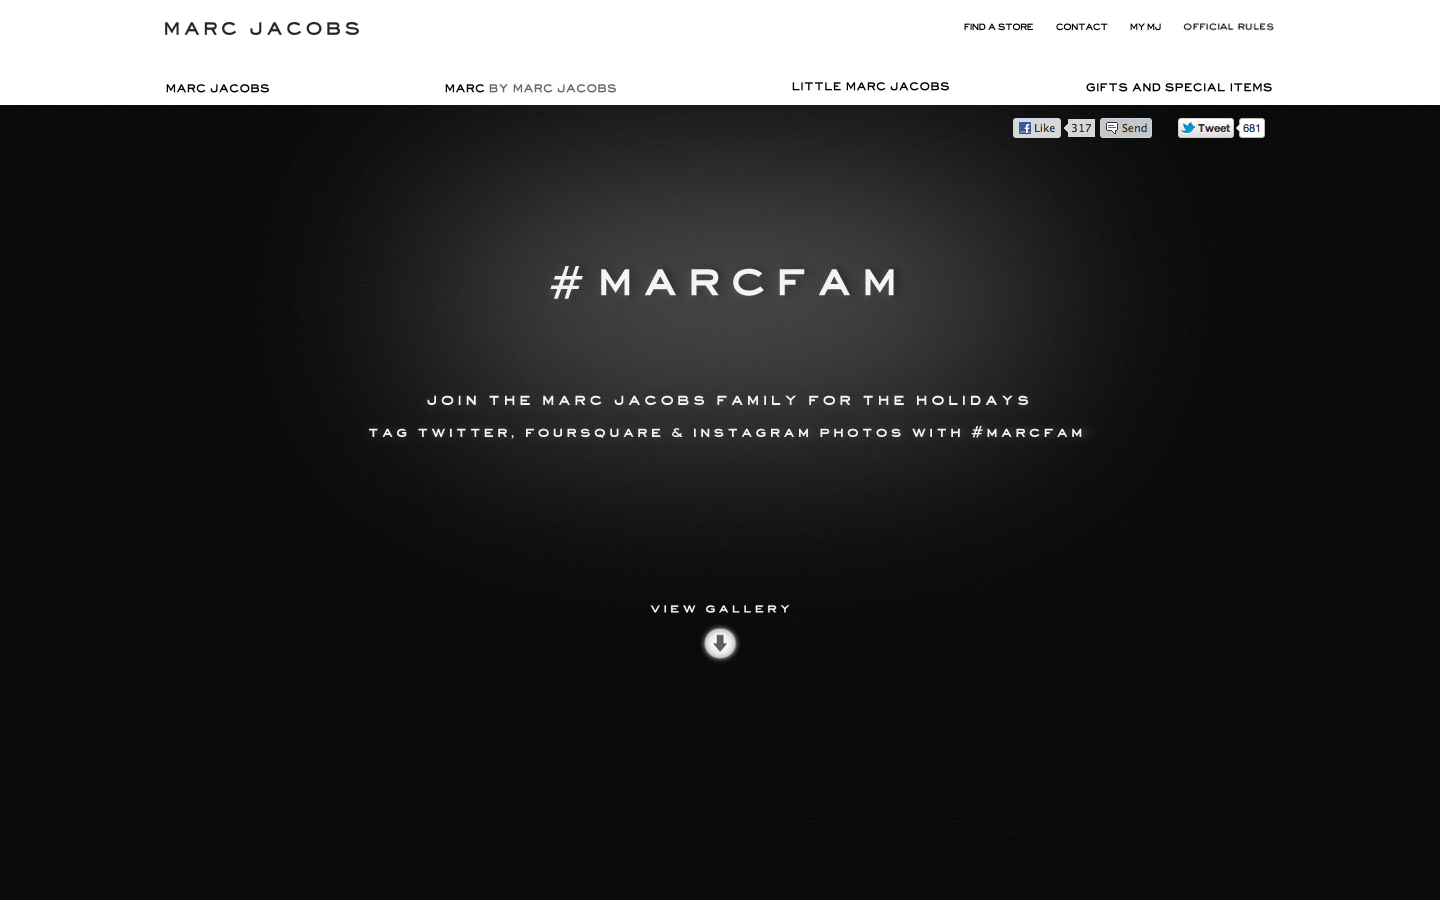 MARC JACOBS
FIND A STORE CONTACT MY MJ OFFICIAL RULES
MARC JACOBS MARC BY MARC JACOBS LITTLE MARC JACOBS GIFTS AND SPECIAL ITEMS
Like 317 Send Tweet 681
#MARCFAM
JOIN THE MARC JACOBS FAMILY FOR THE HOLIDAYS
TAG TWITTER, FOURSQUARE & INSTAGRAM PHOTOS WITH #MARCFAM
VIEW GALLERY